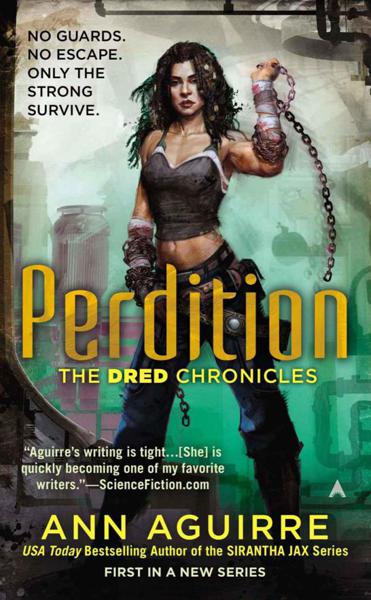 NO GUARDS.
NO ESCAPE.
ONLY THE
STRONG
SURVIVE.
Perdition
THE DRED CHRONICLES
“Aguirre’s writing is tight...[She] is
quickly becoming one of my favorite
writers.”—ScienceFiction.com
ANN AGUIRRE
USA Today Bestselling Author of the SIRANTHA JAX Series
FIRST IN A NEW SERIES